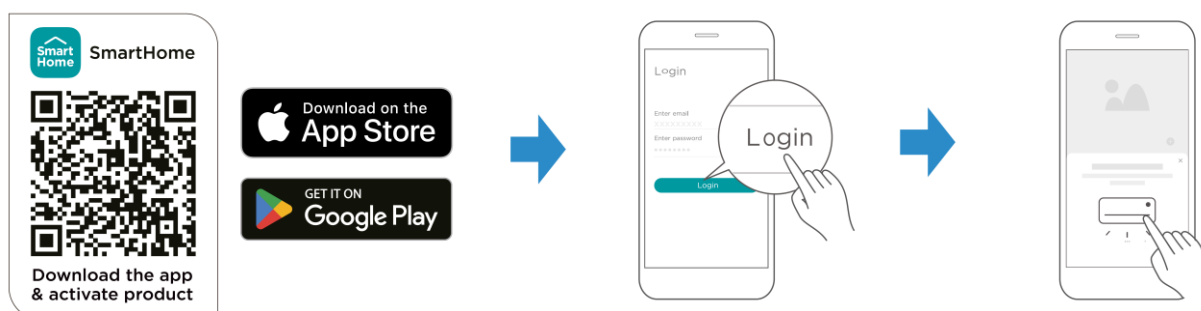 Smart
Home
SmartHome
Download the app
& activate product
Download on the
App Store
GET IT ON
Google Play
Login
Enter email
Enter password
Login
Login